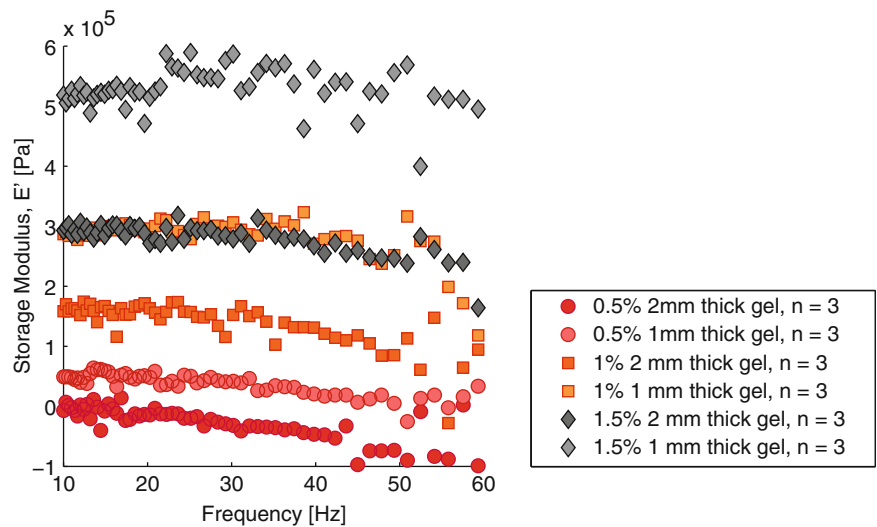 x 10⁵
6
5
4
3
2
1
0
−1
Storage Modulus, E' [Pa]
10 20 30 40 50 60
Frequency [Hz]
0.5% 2mm thick gel, n = 3
0.5% 1mm thick gel, n = 3
1% 2 mm thick gel, n = 3
1% 1 mm thick gel, n = 3
1.5% 2 mm thick gel, n = 3
1.5% 1 mm thick gel, n = 3